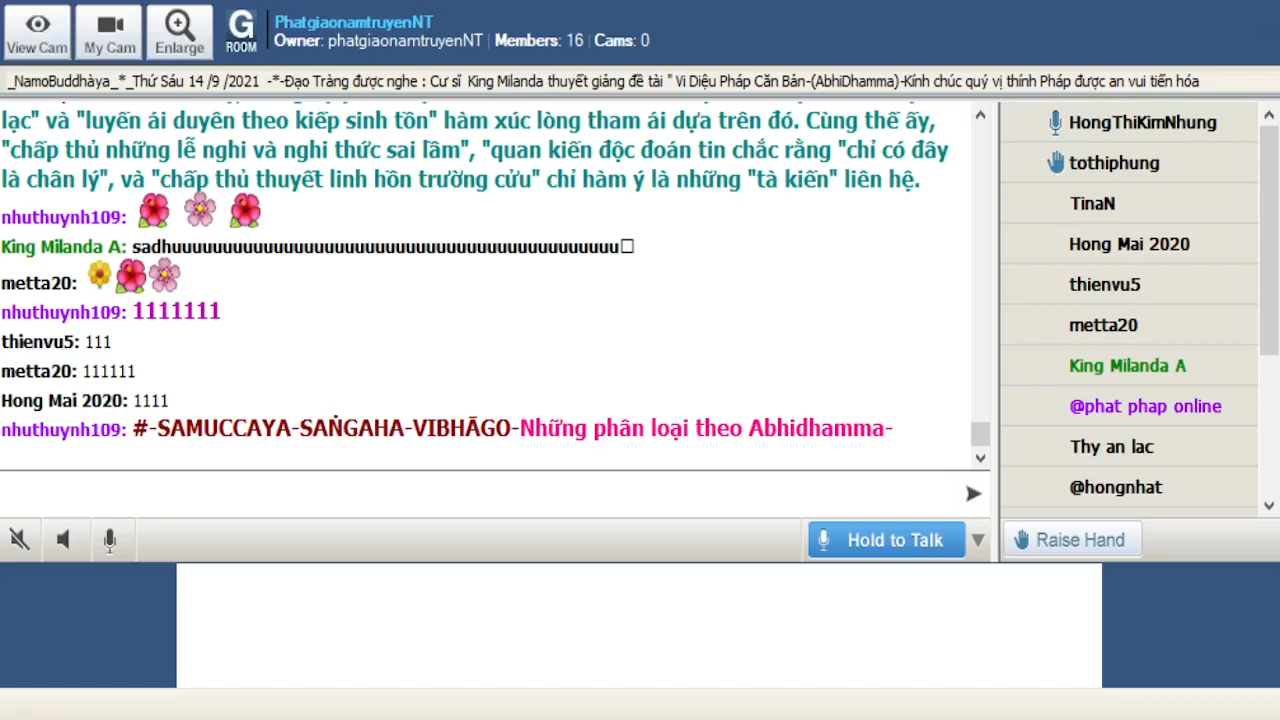 View Cam
My Cam
Enlarge
G
ROOM
PhatgiaonamtruyenNT
Owner: phatgiaonamtruyenNT | Members: 16 | Cams: 0
_NamoBuddhàya_*_Thứ Sáu 14 /9 /2021 -*-Đạo Tràng được nghe : Cư sĩ King Milanda thuyết giảng đề tài " Vi Diệu Pháp Căn Bản-(AbhiDhamma)-Kính chúc quý vị thính Pháp được an vui tiến hóa
lạc" và "luyến ái duyên theo kiếp sinh tồn" hàm xúc lòng tham ái dựa trên đó. Cùng thế ấy,
"chấp thủ những lễ nghi và nghi thức sai lầm", "quan kiến độc đoán tin chắc rằng "chỉ có đây
là chân lý", và "chấp thủ thuyết linh hồn trường cửu" chỉ hàm ý là những "tà kiến" liên hệ.
nhuthuynh109:
King Milanda A: sadhuuuuuuuuuuuuuuuuuuuuuuuuuuuuuuuuuuuuuuuuu
metta20:
nhuthuynh109: 1111111
thienvu5: 111
metta20: 111111
Hong Mai 2020: 1111
nhuthuynh109: #-SAMUCCAYA-SAṄGAHA-VIBHĀGO-Những phân loại theo Abhidhamma-
HongThiKimNhung
tothiphung
TinaN
Hong Mai 2020
thienvu5
metta20
King Milanda A
@phat phap online
Thy an lac
@hongnhat
Hold to Talk
Raise Hand